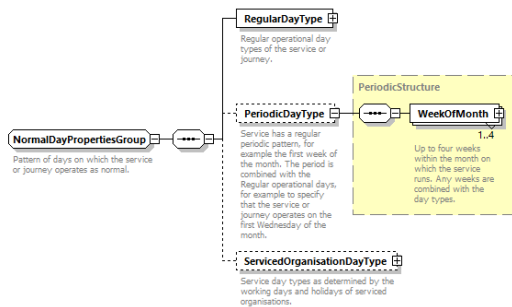 RegularDayType
Regular operational day
types of the service or
journey.
PeriodicStructure
PeriodicDayType
WeekOfMonth
1..4
Service has a regular
periodic pattern, for
example the first week of
the month. The period is
combined with the
Regular operational days,
for example to specify
that the service or
journey operates on the
first Wednesday of the
month.
Up to four weeks
within the month on
which the service
runs. Any weeks are
combined with the
day types.
NormalDayPropertiesGroup
Pattern of days on which the service
or journey operates as normal.
ServicedOrganisationDayType
Service day types as determined by the
working days and holidays of serviced
organisations.